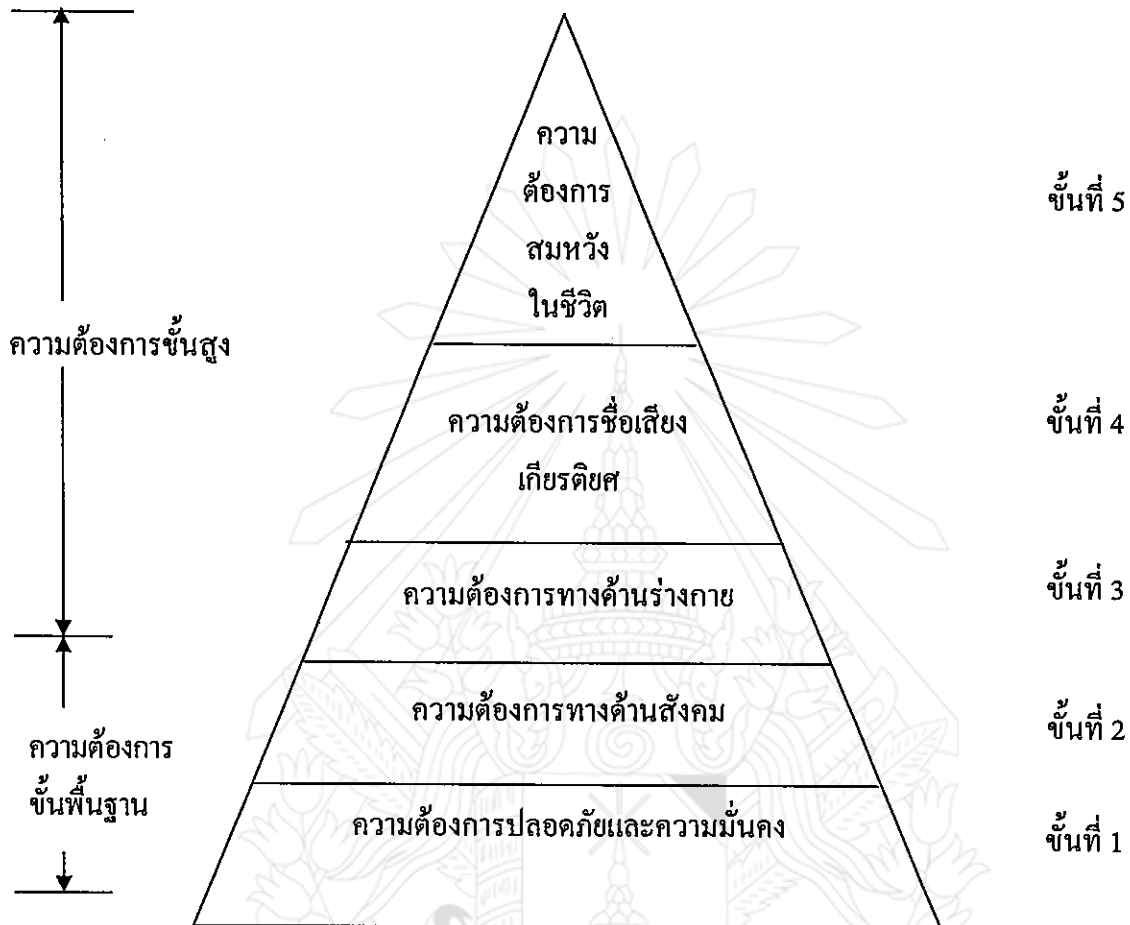 ความ
ต้องการ
สมหวัง
ในชีวิต
ขั้นที่ 5
ความต้องการขั้นสูง
ความต้องการชื่อเสียง
เกียรติยศ
ขั้นที่ 4
ความต้องการทางด้านร่างกาย
ขั้นที่ 3
ความต้องการทางด้านสังคม
ขั้นที่ 2
ความต้องการ
ขั้นพื้นฐาน
ความต้องการปลอดภัยและความมั่นคง
ขั้นที่ 1